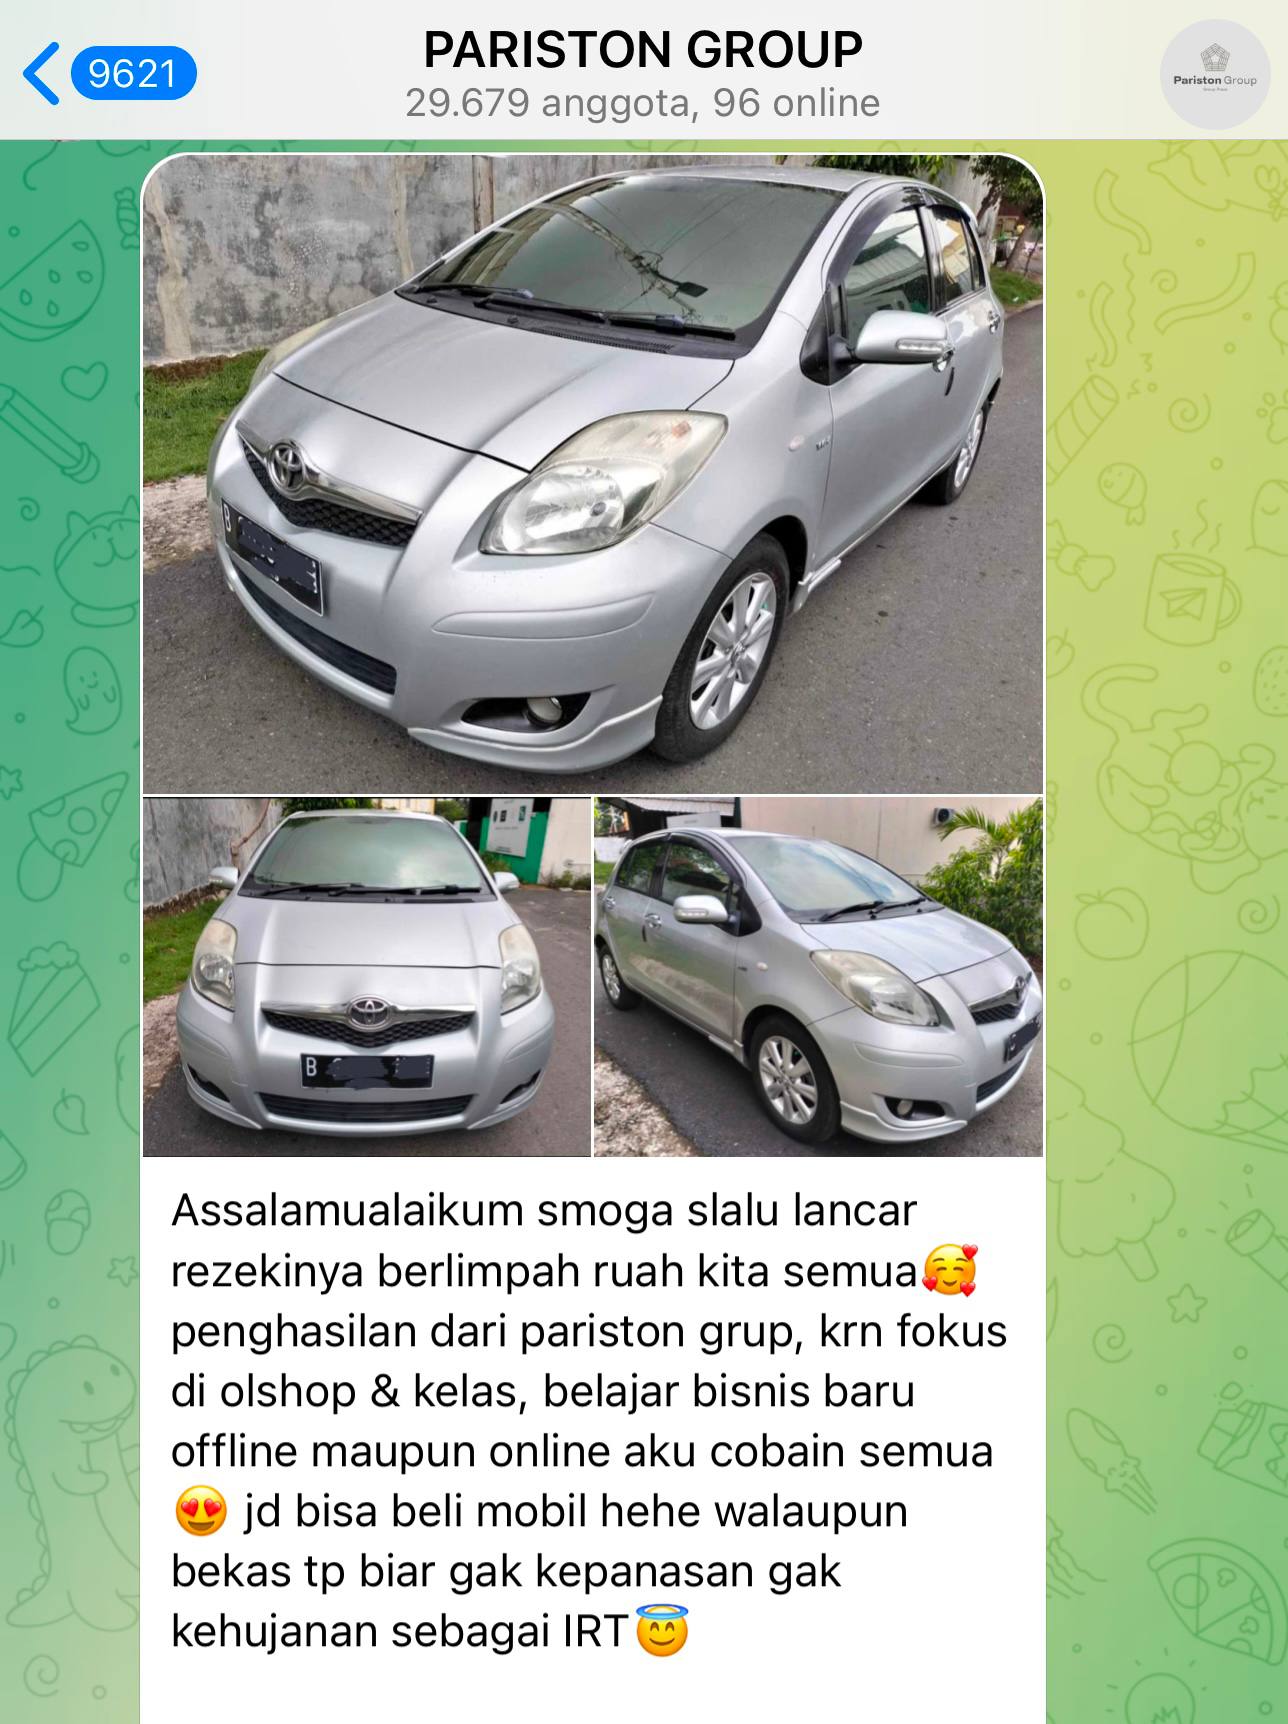 9621
PARISTON GROUP
29.679 anggota, 96 online
Pariston Group
B
B
Assalamualaikum smoga slalu lancar
rezekinya berlimpah ruah kita semua🥰
penghasilan dari pariston grup, krn fokus
di olshop & kelas, belajar bisnis baru
offline maupun online aku cobain semua
😍 jd bisa beli mobil hehe walaupun
bekas tp biar gak kepanasan gak
kehujanan sebagai IRT😇